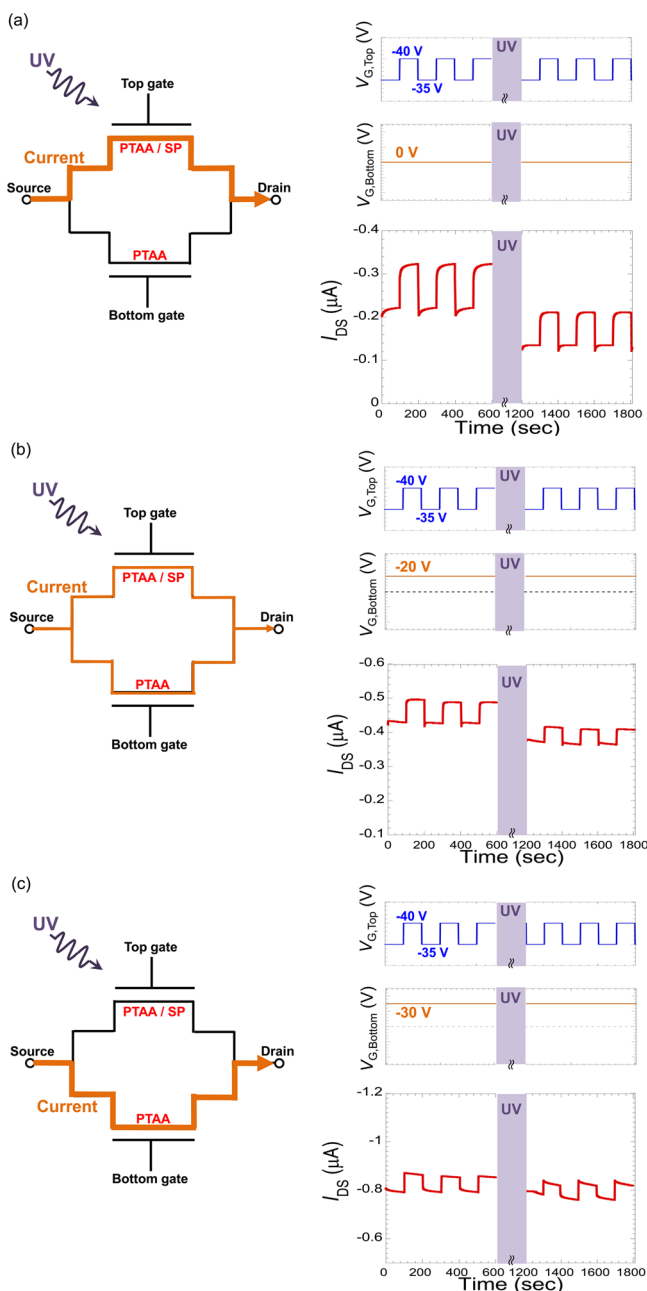 (a)
UV
Top gate
PTAA / SP
Current
Source
Drain
PTAA
Bottom gate
V_G,Top (V)
-40 V
-35 V
UV
V_G,Bottom (V)
0 V
UV
I_DS (µA)
-0.4
-0.3
-0.2
-0.1
0
UV
0 200 400 600 1200 1400 1600 1800
Time (sec)
(b)
UV
Top gate
PTAA / SP
Current
Source
Drain
PTAA
Bottom gate
V_G,Top (V)
-40 V
-35 V
UV
V_G,Bottom (V)
-20 V
UV
I_DS (µA)
-0.6
-0.5
-0.4
-0.3
-0.2
-0.1
UV
0 200 400 600 1200 1400 1600 1800
Time (sec)
(c)
UV
Top gate
PTAA / SP
Source
Drain
Current
PTAA
Bottom gate
V_G,Top (V)
-40 V
-35 V
UV
V_G,Bottom (V)
-30 V
UV
I_DS (µA)
-1.2
-1
-0.8
-0.6
UV
0 200 400 600 1200 1400 1600 1800
Time (sec)